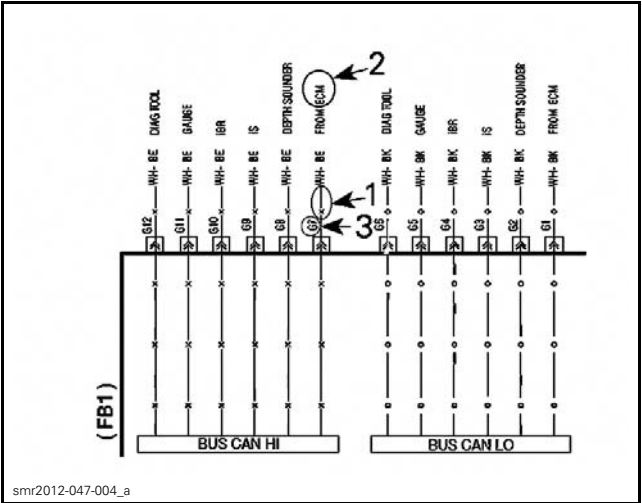 2
DIAG TOOL
GAUGE
IBR
IS
DEPTH SOUNDER
FROM ECM
DIAG TOOL
GAUGE
IBR
IS
DEPTH SOUNDER
FROM ECM
WH- BE
WH- BE
WH- BE
WH- BE
WH- BE
WH- BE
WH- BK
WH- BK
WH- BK
WH- BK
WH- BK
WH- BK
1
G12
G11
G10
G9
G8
G7
3
G6
G5
G4
G3
G2
G1
(FB1)
BUS CAN HI
BUS CAN LO
smr2012-047-004_a